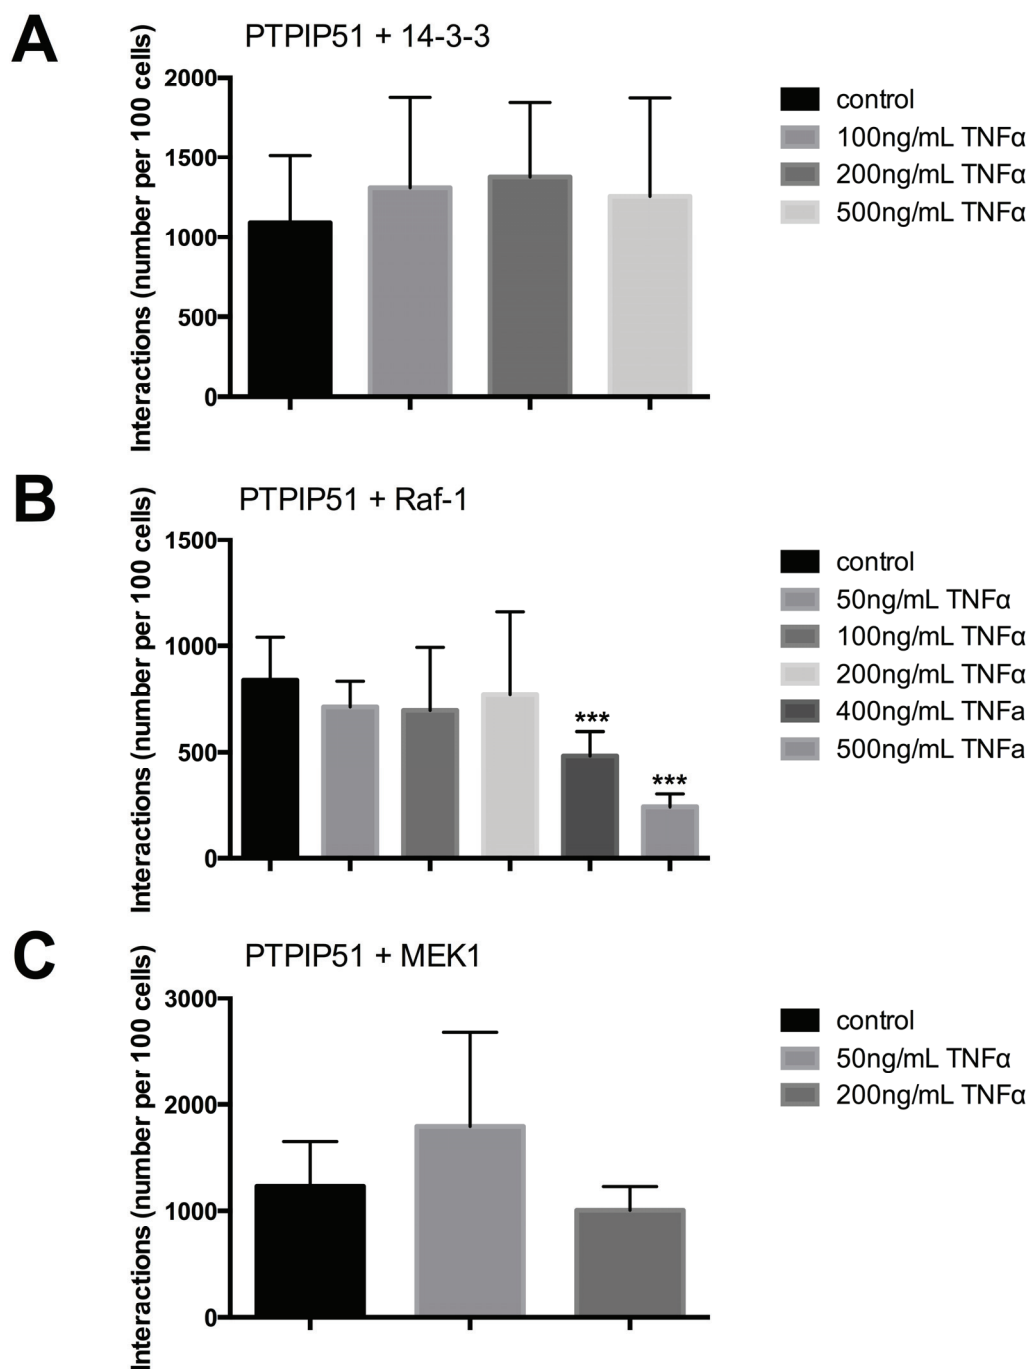 A
PTPIP51 + 14-3-3
Interactions (number per 100 cells)
2000
1500
1000
500
0
control
100ng/mL TNFα
200ng/mL TNFα
500ng/mL TNFα
B
PTPIP51 + Raf-1
Interactions (number per 100 cells)
1500
1000
500
0
***
***
control
50ng/mL TNFα
100ng/mL TNFα
200ng/mL TNFα
400ng/mL TNFa
500ng/mL TNFa
C
PTPIP51 + MEK1
Interactions (number per 100 cells)
3000
2000
1000
0
control
50ng/mL TNFα
200ng/mL TNFα